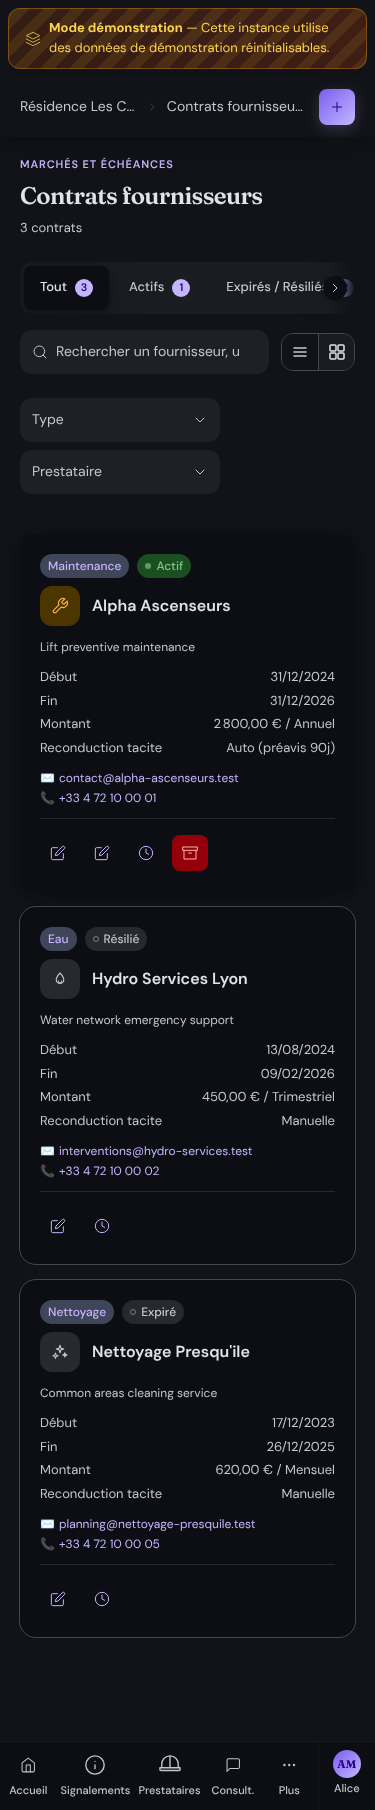 Mode démonstration — Cette instance utilise
des données de démonstration réinitialisables.
Résidence Les C... > Contrats fournisseu...
MARCHÉS ET ÉCHÉANCES
Contrats fournisseurs
3 contrats
Tout 3 Actifs 1 Expirés / Résiliés
Rechercher un fournisseur, u
Type
Prestataire
Maintenance Actif
Alpha Ascenseurs
Lift preventive maintenance
Début 31/12/2024
Fin 31/12/2026
Montant 2 800,00 € / Annuel
Reconduction tacite Auto (préavis 90j)
contact@alpha-ascenseurs.test
+33 4 72 10 00 01
Eau Résilié
Hydro Services Lyon
Water network emergency support
Début 13/08/2024
Fin 09/02/2026
Montant 450,00 € / Trimestriel
Reconduction tacite Manuelle
interventions@hydro-services.test
+33 4 72 10 00 02
Nettoyage Expiré
Nettoyage Presqu'ile
Common areas cleaning service
Début 17/12/2023
Fin 26/12/2025
Montant 620,00 € / Mensuel
Reconduction tacite Manuelle
planning@nettoyage-presquile.test
+33 4 72 10 00 05
AM
Accueil Signalements Prestataires Consult. Plus Alice